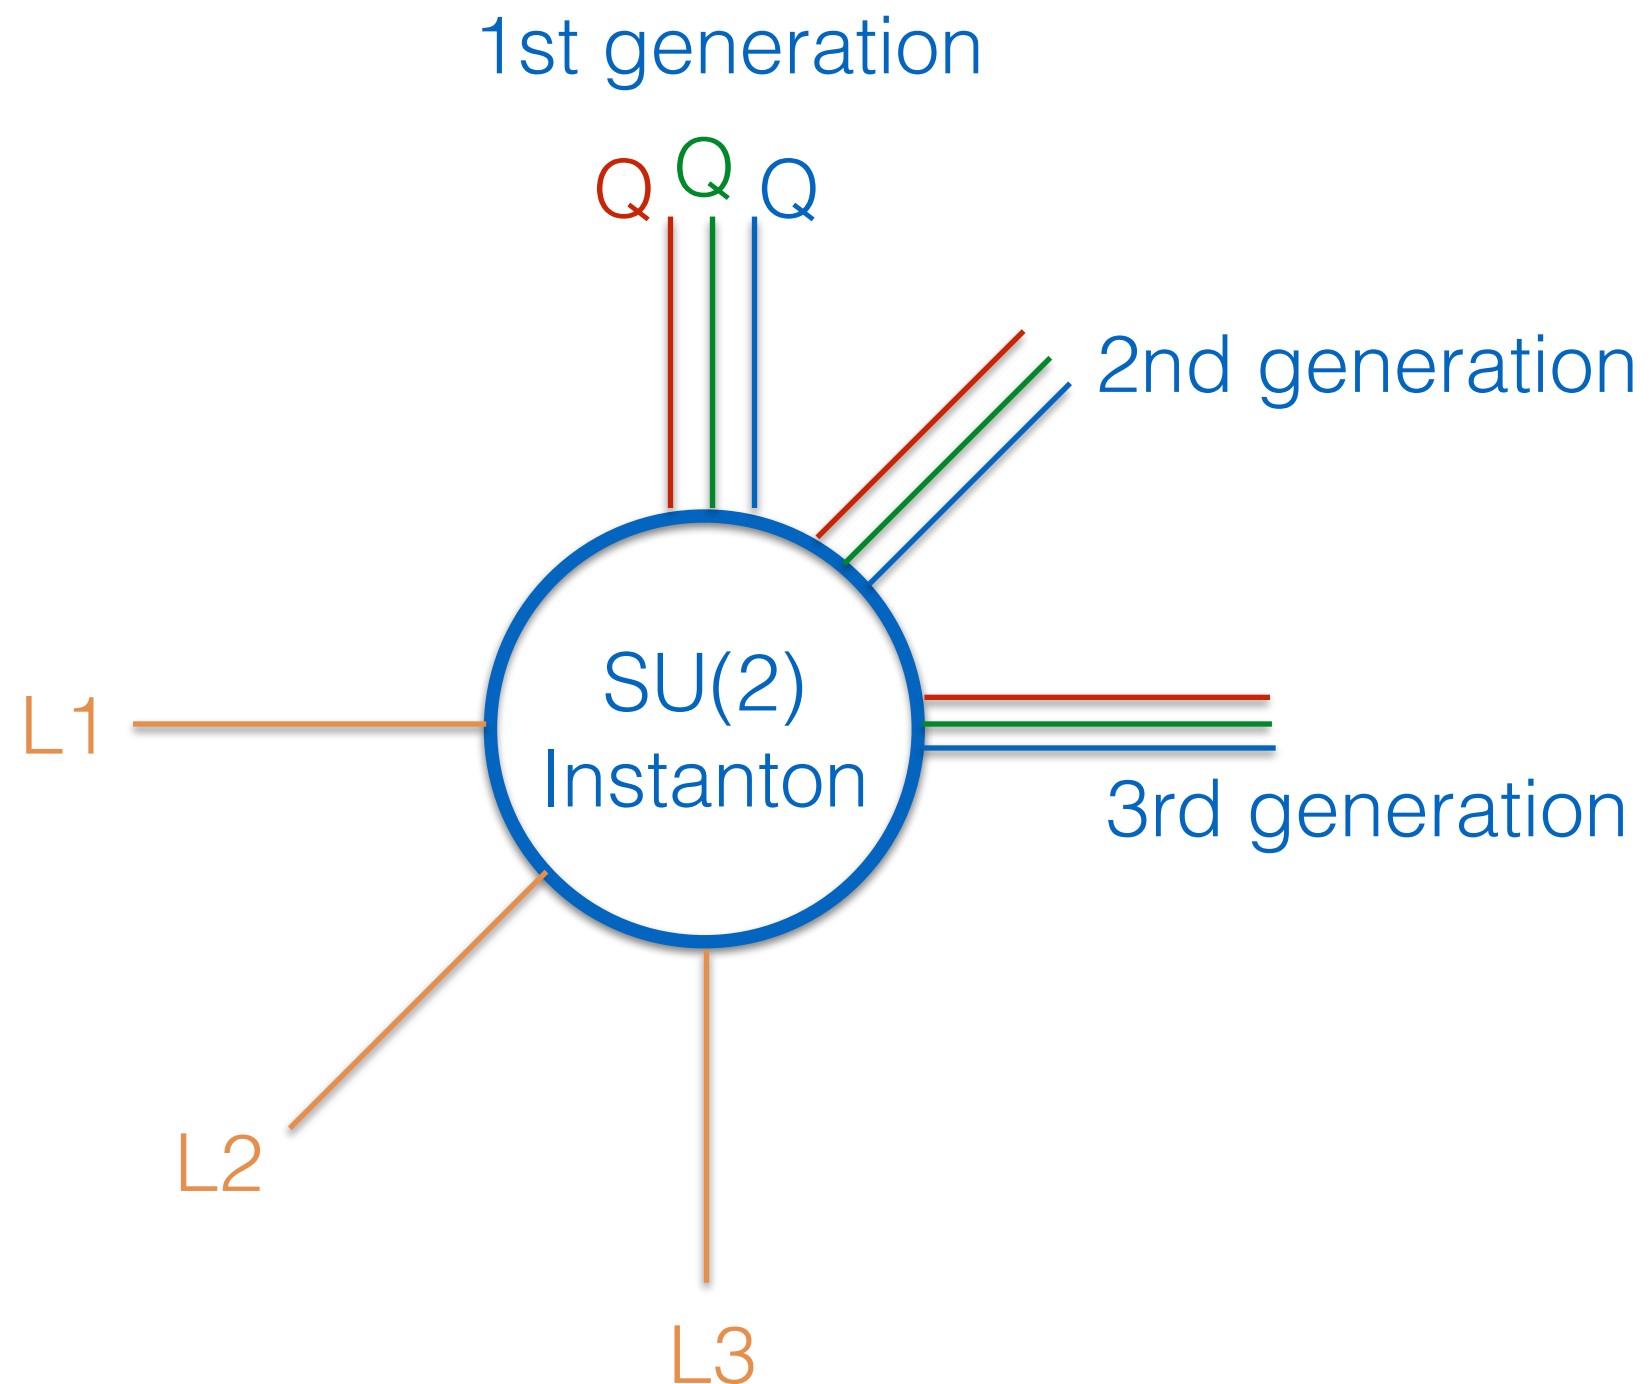 1st generation
Q Q Q
2nd generation
SU(2)
Instanton
L1
3rd generation
L2
L3